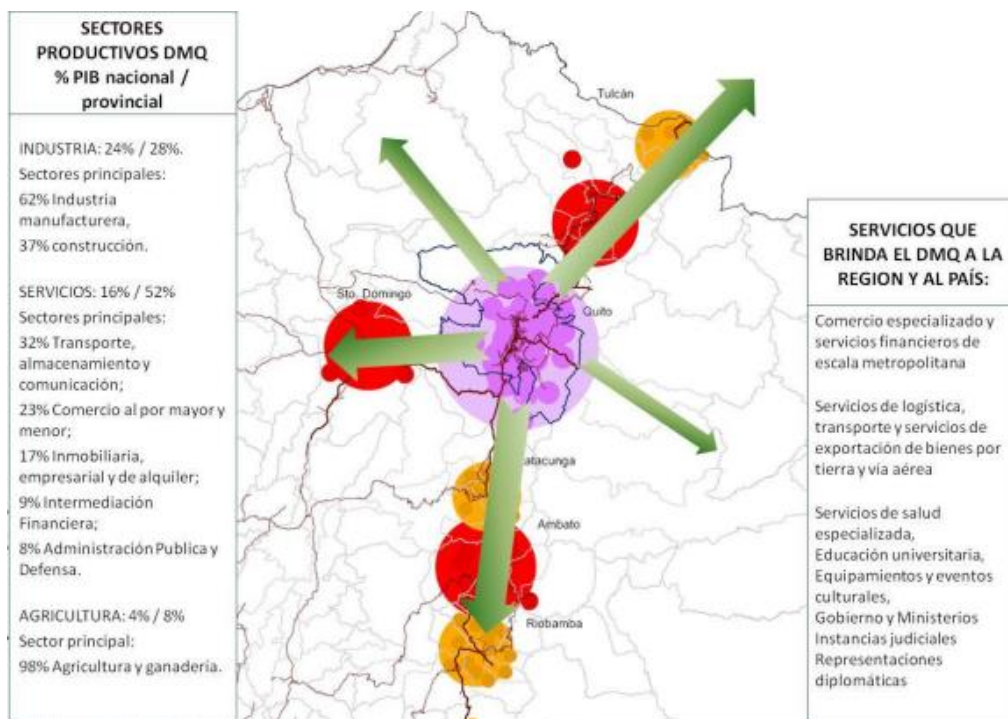 SECTORES
PRODUCTIVOS DMQ
% PIB nacional /
provincial
INDUSTRIA: 24% / 28%.
Sectores principales:
62% Industria
manufacturera,
37% construcción.
SERVICIOS: 16% / 52%
Sectores principales:
32% Transporte,
almacenamiento y
comunicación;
23% Comercio al por mayor y
menor;
17% Inmobiliaria,
empresarial y de alquiler;
9% Intermediación
Financiera;
8% Administración Publica y
Defensa.
AGRICULTURA: 4% / 8%
Sector principal:
98% Agricultura y ganadería.
Tulcán
Sto. Domingo
Quito
atacunga
Ambato
Riobamba
SERVICIOS QUE
BRINDA EL DMQ A LA
REGION Y AL PAÍS:
Comercio especializado y
servicios financieros de
escala metropolitana
Servicios de logística,
transporte y servicios de
exportación de bienes por
tierra y vía aérea
Servicios de salud
especializada,
Educación universitaria,
Equipamientos y eventos
culturales,
Gobierno y Ministerios
Instancias judiciales
Representaciones
diplomáticas